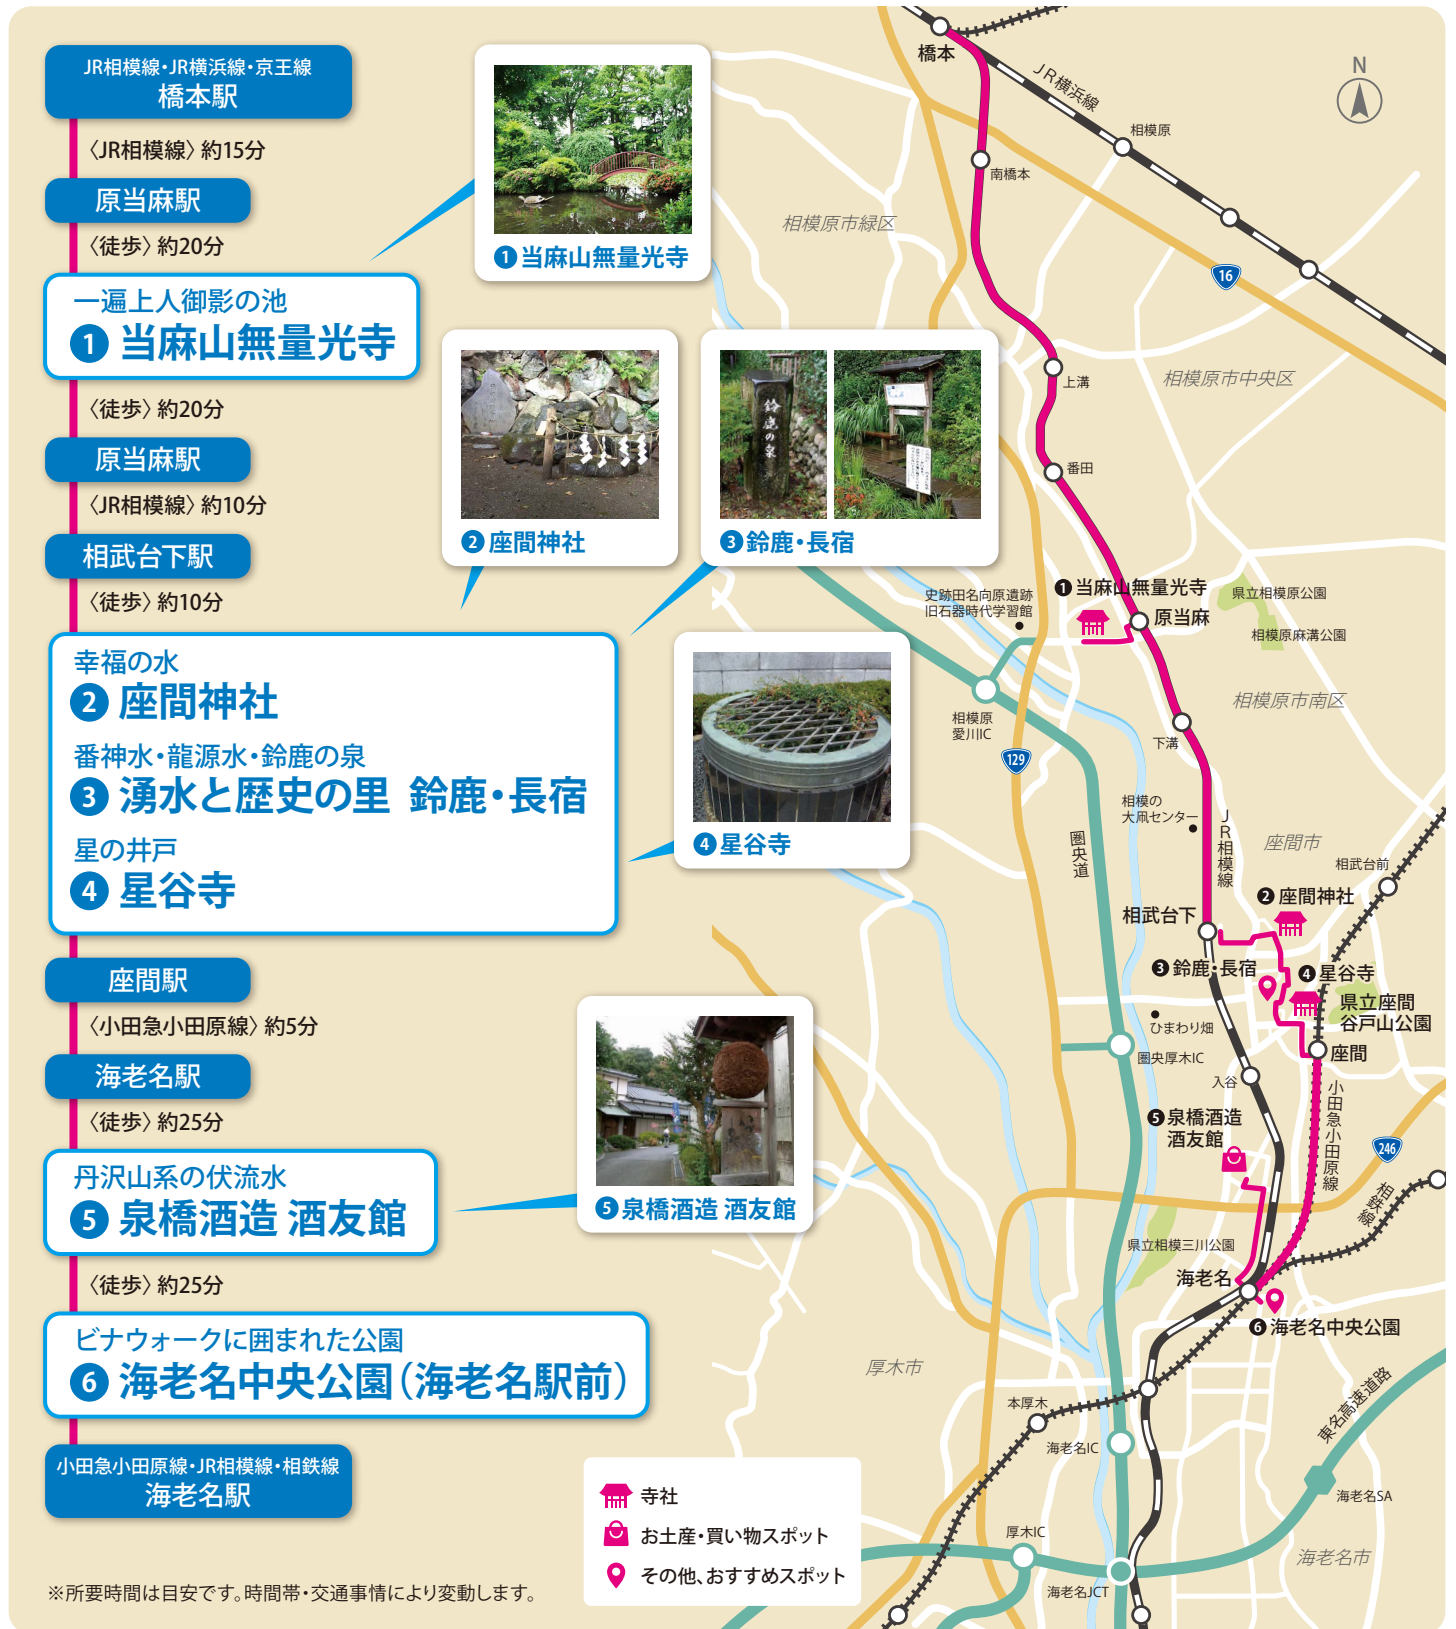 JR相模線・JR横浜線・京王線
橋本駅
〈JR相模線〉約15分
原当麻駅
〈徒歩〉約20分
一遍上人御影の池
❶ 当麻山無量光寺
〈徒歩〉約20分
原当麻駅
〈JR相模線〉約10分
相武台下駅
〈徒歩〉約10分
幸福の水
❷ 座間神社
番神水・龍源水・鈴鹿の泉
❸ 湧水と歴史の里 鈴鹿・長宿
星の井戸
❹ 星谷寺
座間駅
〈小田急小田原線〉約5分
海老名駅
〈徒歩〉約25分
丹沢山系の伏流水
❺ 泉橋酒造 酒友館
〈徒歩〉約25分
ビナウォークに囲まれた公園
❻ 海老名中央公園(海老名駅前)
小田急小田原線・JR相模線・相鉄線
海老名駅
※所要時間は目安です。時間帯・交通事情により変動します。
❶当麻山無量光寺
❷座間神社
鈴鹿の泉
❸鈴鹿・長宿
❹星谷寺
❺泉橋酒造 酒友館
寺社
お土産・買い物スポット
その他、おすすめスポット
N
橋本
JR横浜線
相模原
南橋本
相模原市緑区
16
上溝
相模原市中央区
番田
❶当麻山無量光寺
史跡田名向原遺跡
旧石器時代学習館
原当麻
県立相模原公園
相模原麻溝公園
相模原市南区
相模原
愛川IC
下溝
129
相模の
大凧センター
JR相模線
圏央道
座間市
相武台前
❷座間神社
相武台下
❸鈴鹿・長宿
❹星谷寺
県立座間
谷戸山公園
ひまわり畑
座間
圏央厚木IC
入谷
小田急小田原線
❺泉橋酒造
酒友館
246
相鉄線
県立相模三川公園
海老名
❻海老名中央公園
厚木市
本厚木
東名高速道路
海老名IC
海老名SA
厚木IC
海老名市
海老名JCT